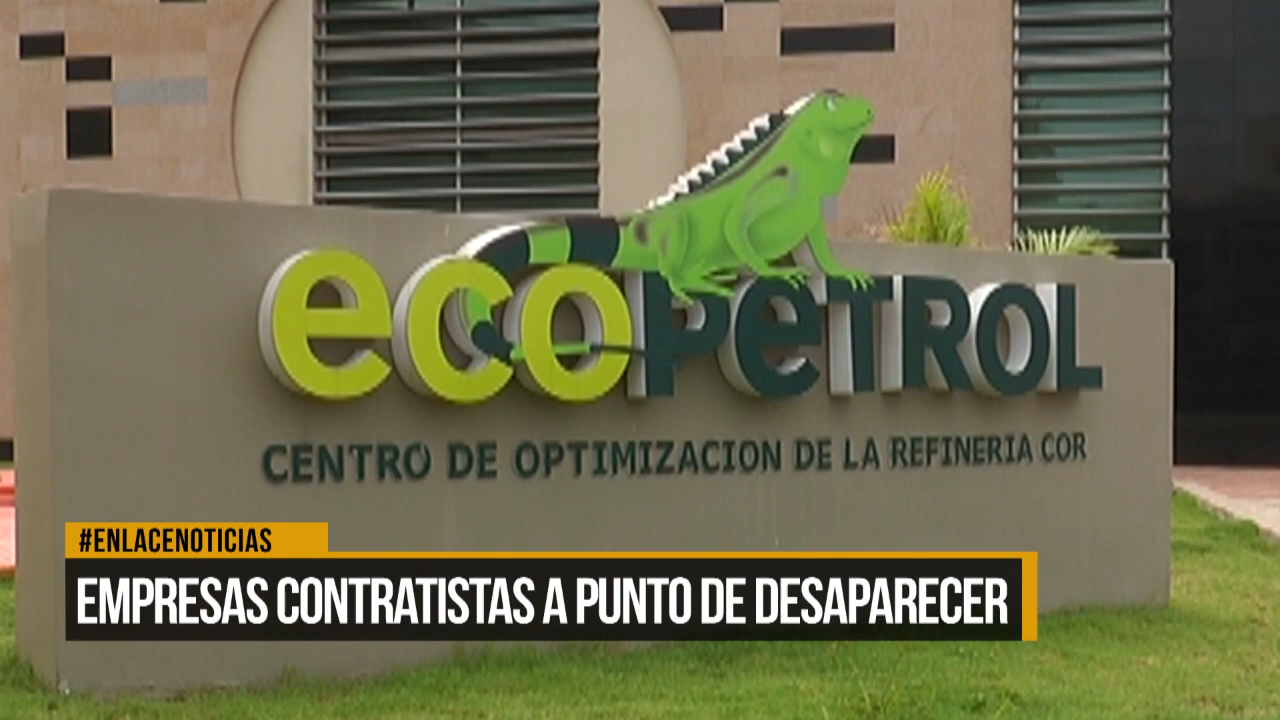 ecoPeTROL
CENTRO DE OPTIMIZACION DE LA REFINERIA COR
#ENLACENOTICIAS
EMPRESAS CONTRATISTAS A PUNTO DE DESAPARECER